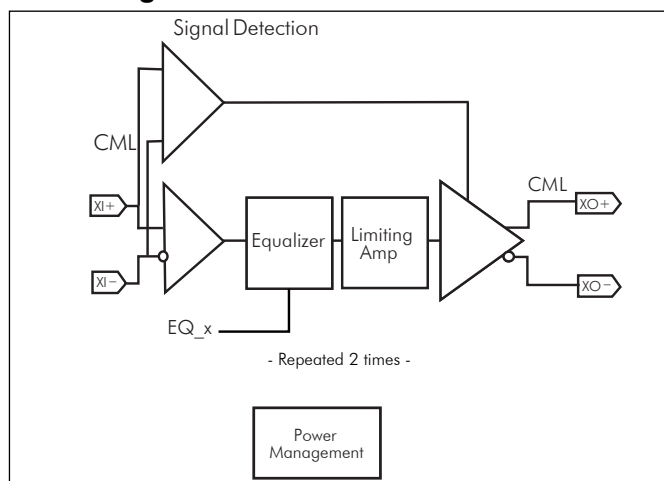 Signal Detection
CML
XI+
CML
XO+
Equalizer
Limiting
Amp
XI−
XO−
EQ_x
- Repeated 2 times -
Power
Management